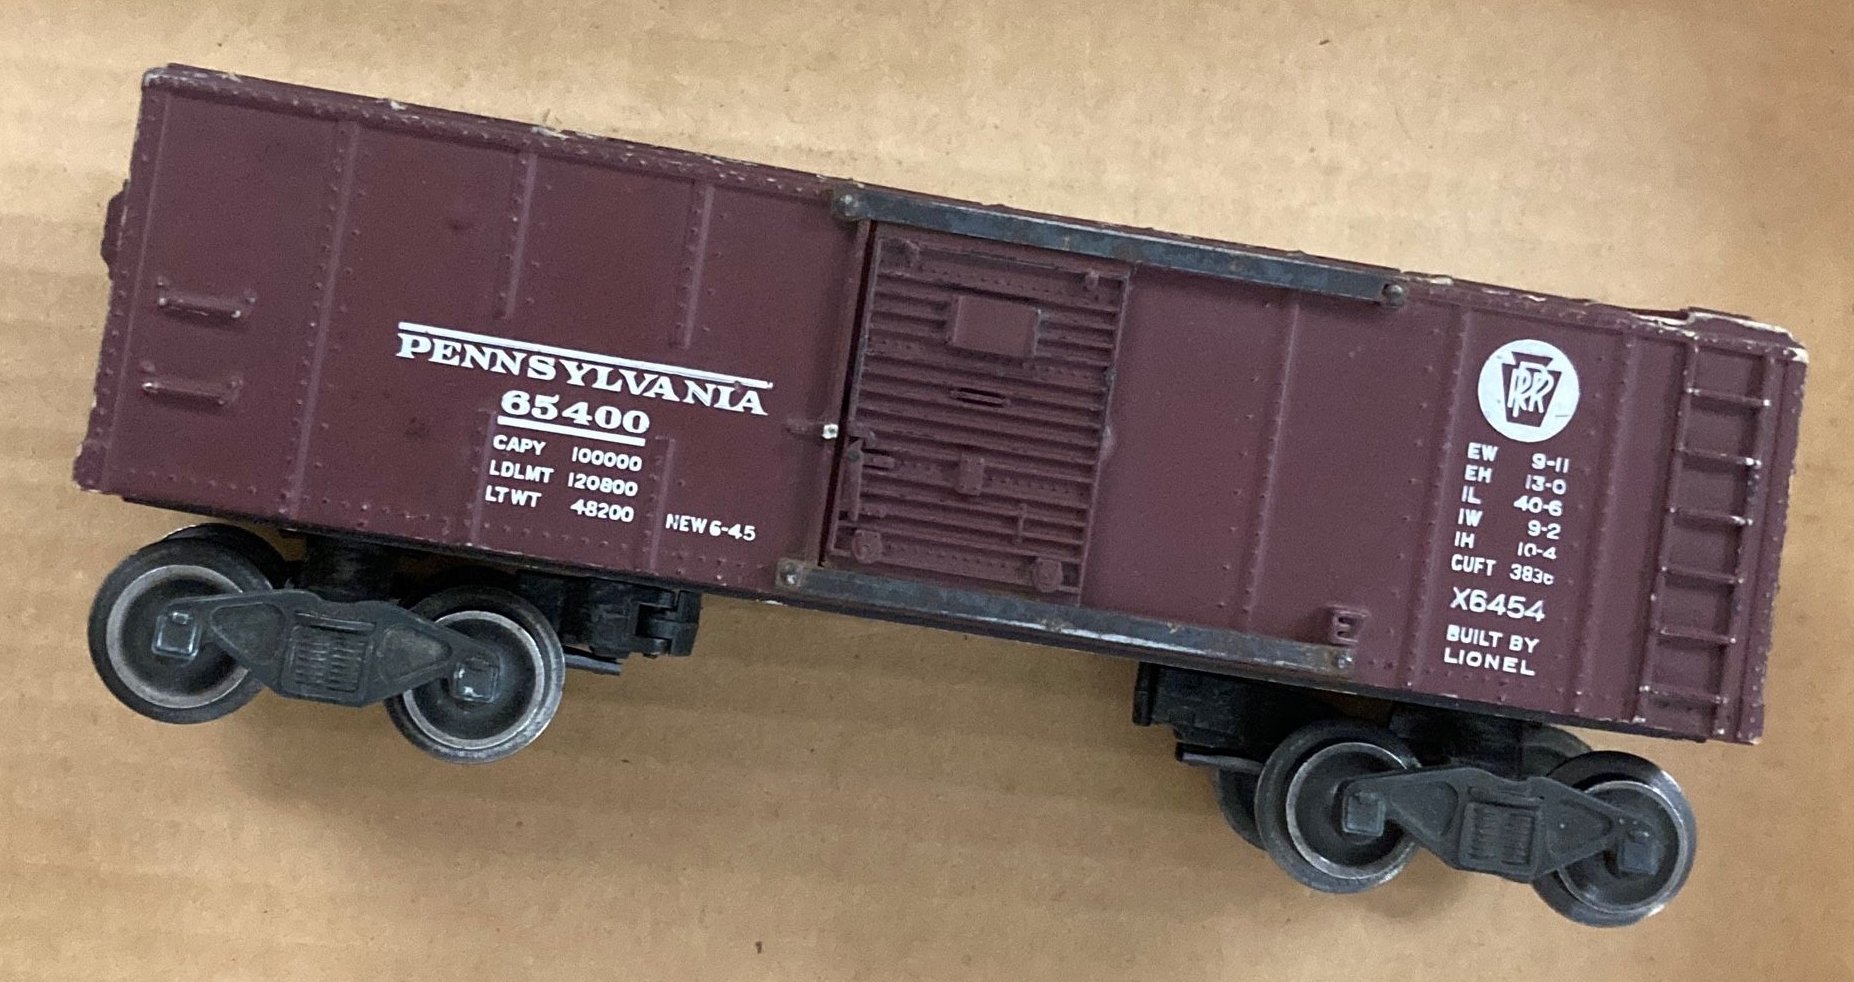 PENNSYLVANIA
65400
CAPY 100000
LDLMT 120800
LTWT 48200
NEW 6-45
PRR
EW 9-11
EH 13-0
IL 40-6
IW 9-2
IH 10-4
CUFT
X6454
BUILT BY
LIONEL